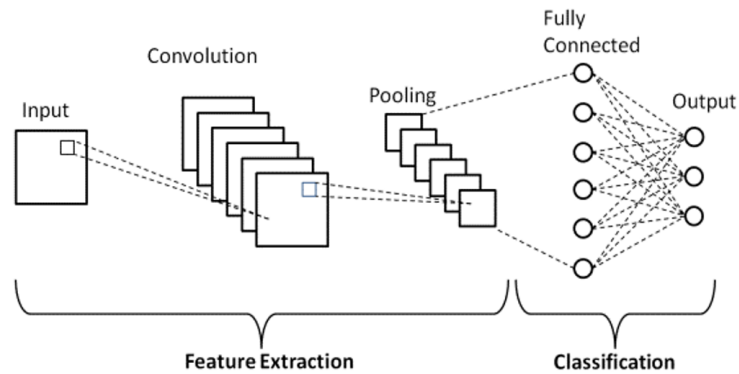 Fully
Connected
Convolution
Pooling
Output
Input
Feature Extraction
Classification